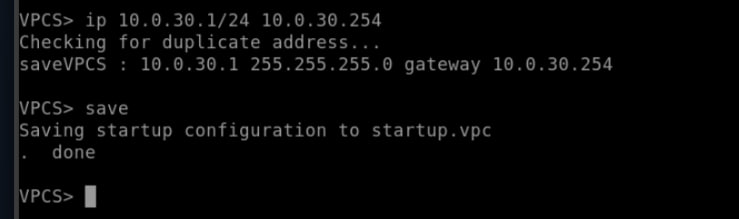 VPCS> ip 10.0.30.1/24 10.0.30.254
Checking for duplicate address...
saveVPCS : 10.0.30.1 255.255.255.0 gateway 10.0.30.254
VPCS> save
Saving startup configuration to startup.vpc
.  done
VPCS>